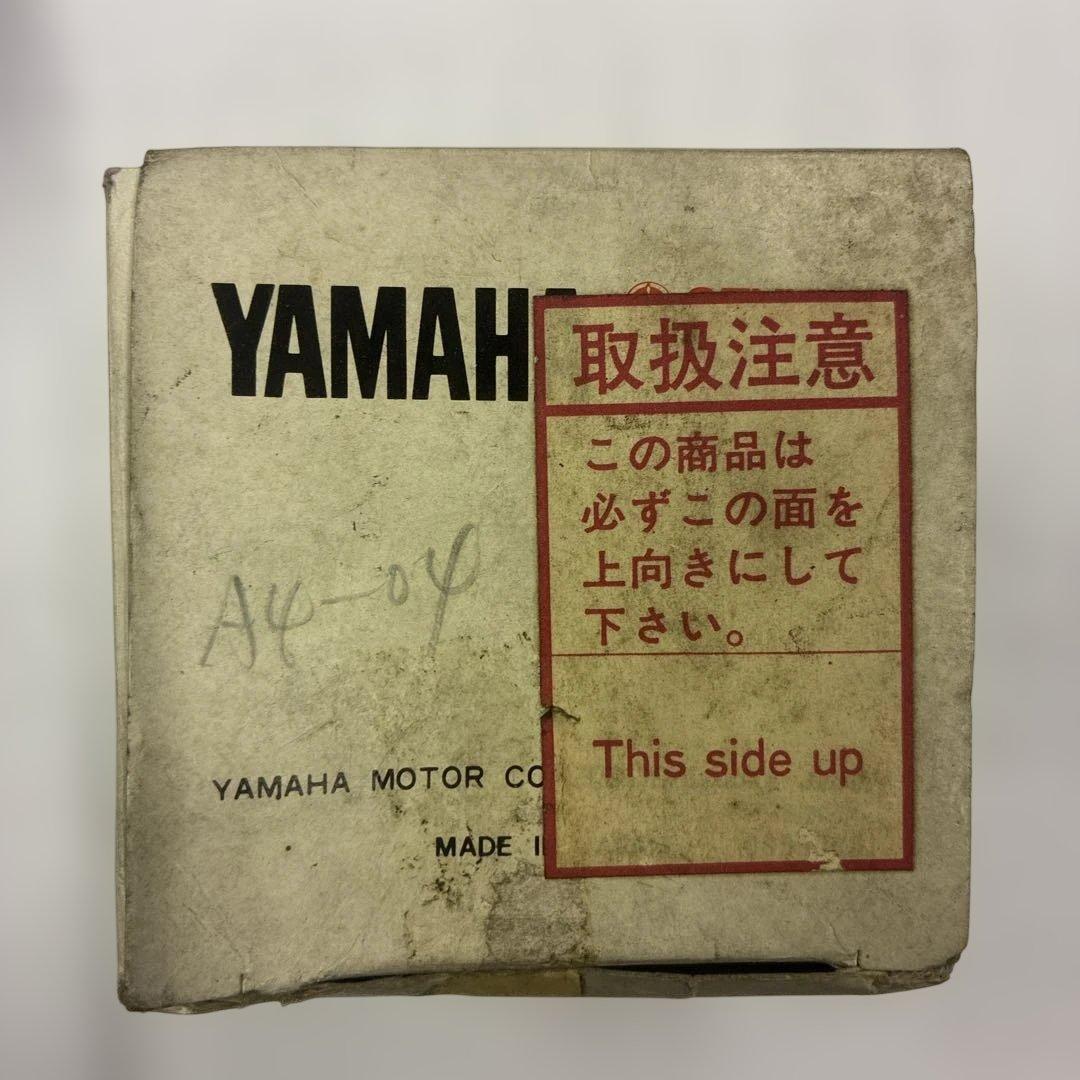 YAMAHA
取扱注意
この商品は
必ずこの面を
上向きにして
下さい。
A4-04
This side up
YAMAHA MOTOR CO
MADE